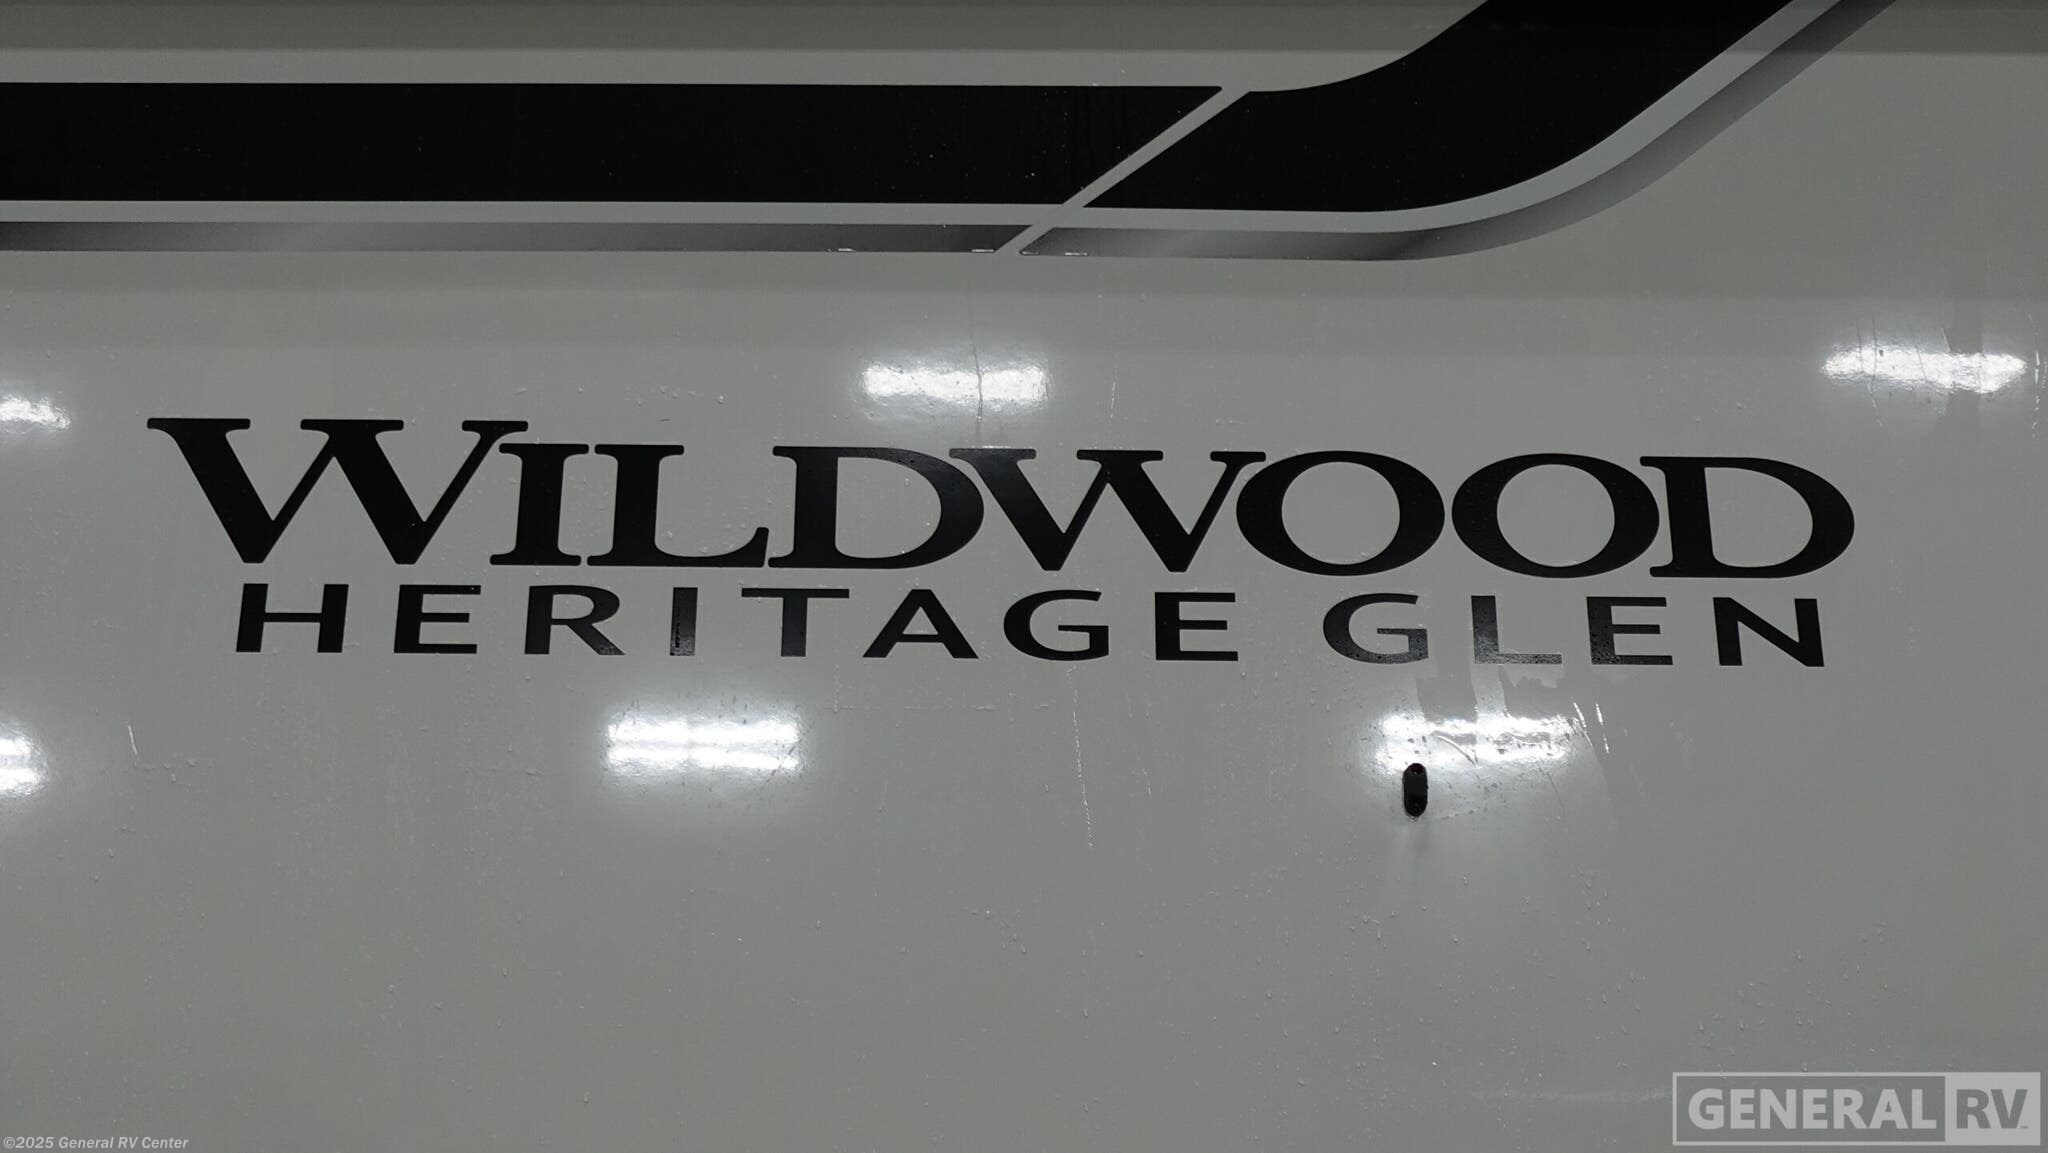 WILDWOOD
HERITAGE GLEN
©2025 General RV Center
GENERAL RV